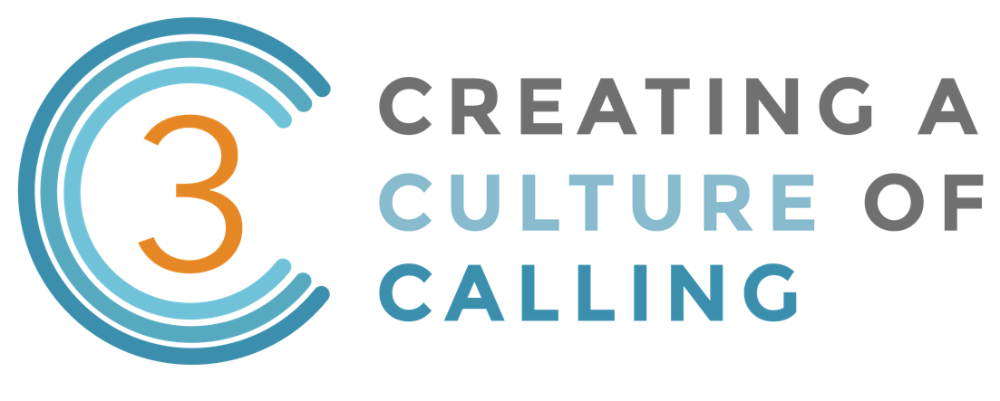 3
CREATING A
CULTURE OF
CALLING